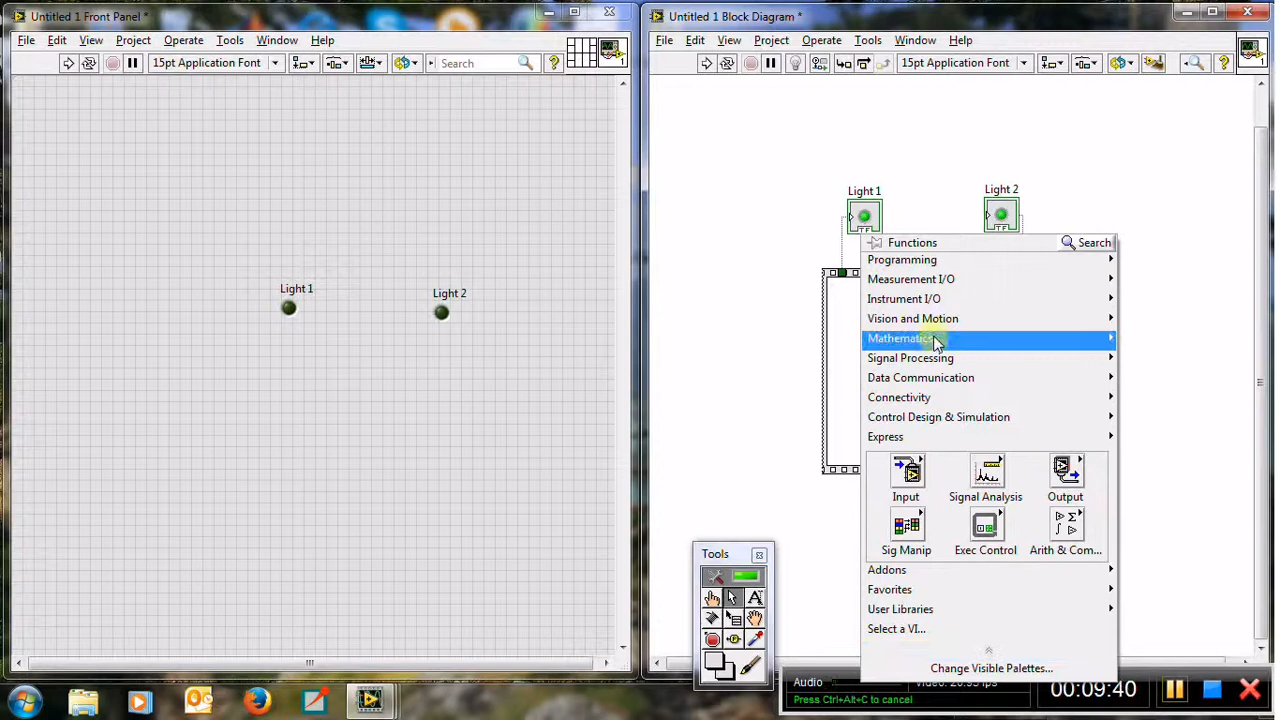 Untitled 1 Front Panel *
File Edit View Project Operate Tools Window Help
15pt Application Font
Search
Light 1
Light 2
Untitled 1 Block Diagram *
File Edit View Project Operate Tools Window Help
15pt Application Font
Light 1
Light 2
TF
TF
Functions
Search
Programming
Measurement I/O
Instrument I/O
Vision and Motion
Mathematics
Signal Processing
Data Communication
Connectivity
Control Design & Simulation
Express
Input
Signal Analysis
Output
Sig Manip
Exec Control
Arith & Com...
Addons
Favorites
User Libraries
Select a VI...
Change Visible Palettes...
Tools
Audio
Press Ctrl+Alt+C to cancel
00:09:40